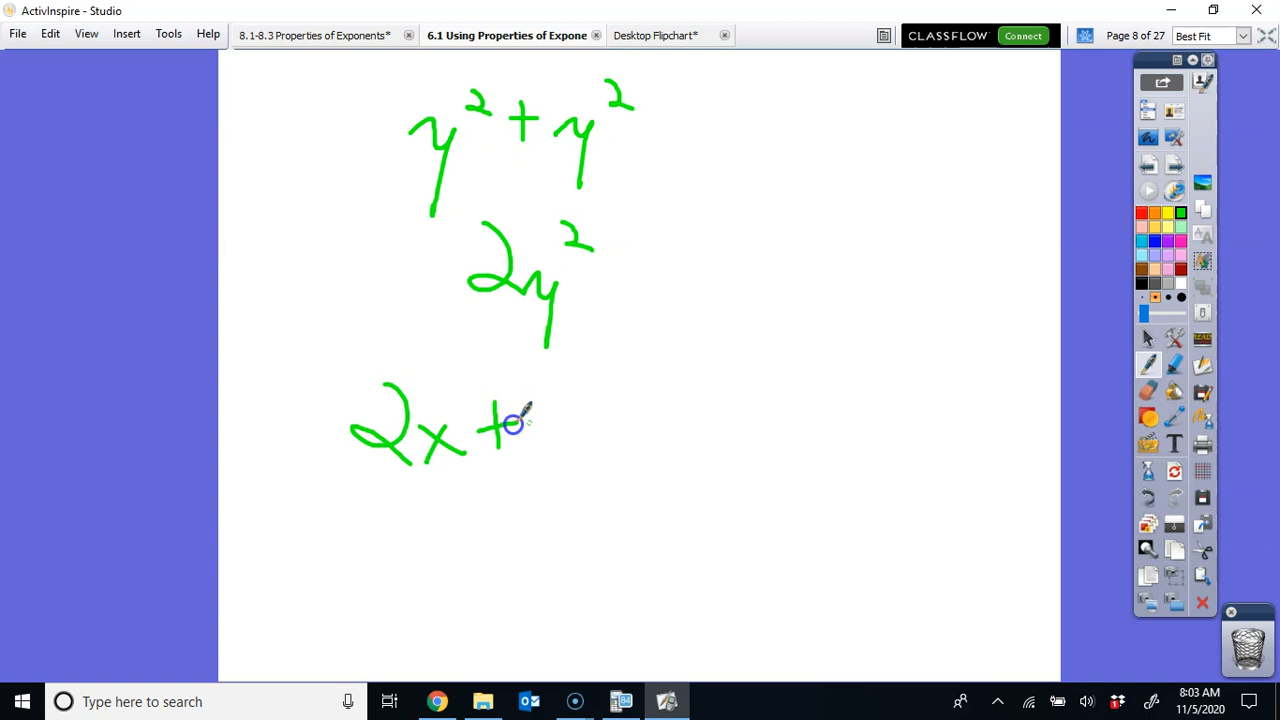 ActivInspire - Studio
File Edit View Insert Tools Help
8.1-8.3 Properties of Exponents*
6.1 Using Properties of Expone
Desktop Flipchart*
CLASSFLOW Connect
Page 8 of 27
Best Fit
y² + y²
2y²
2x +
Type here to search
8:03 AM
11/5/2020